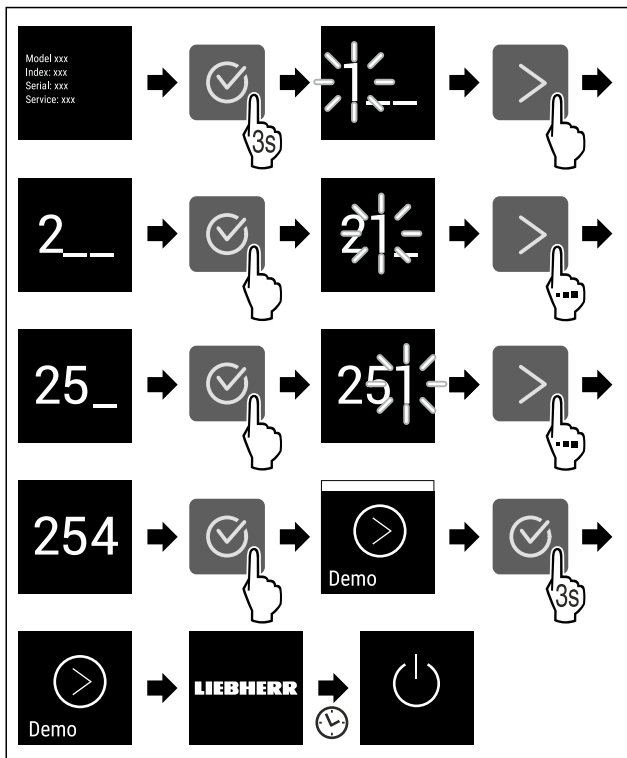 Model xxx
Index: xxx
Serial: xxx
Service: xxx
3s
1__
2__
21_
25_
251
254
Demo
3s
Demo
LIEBHERR